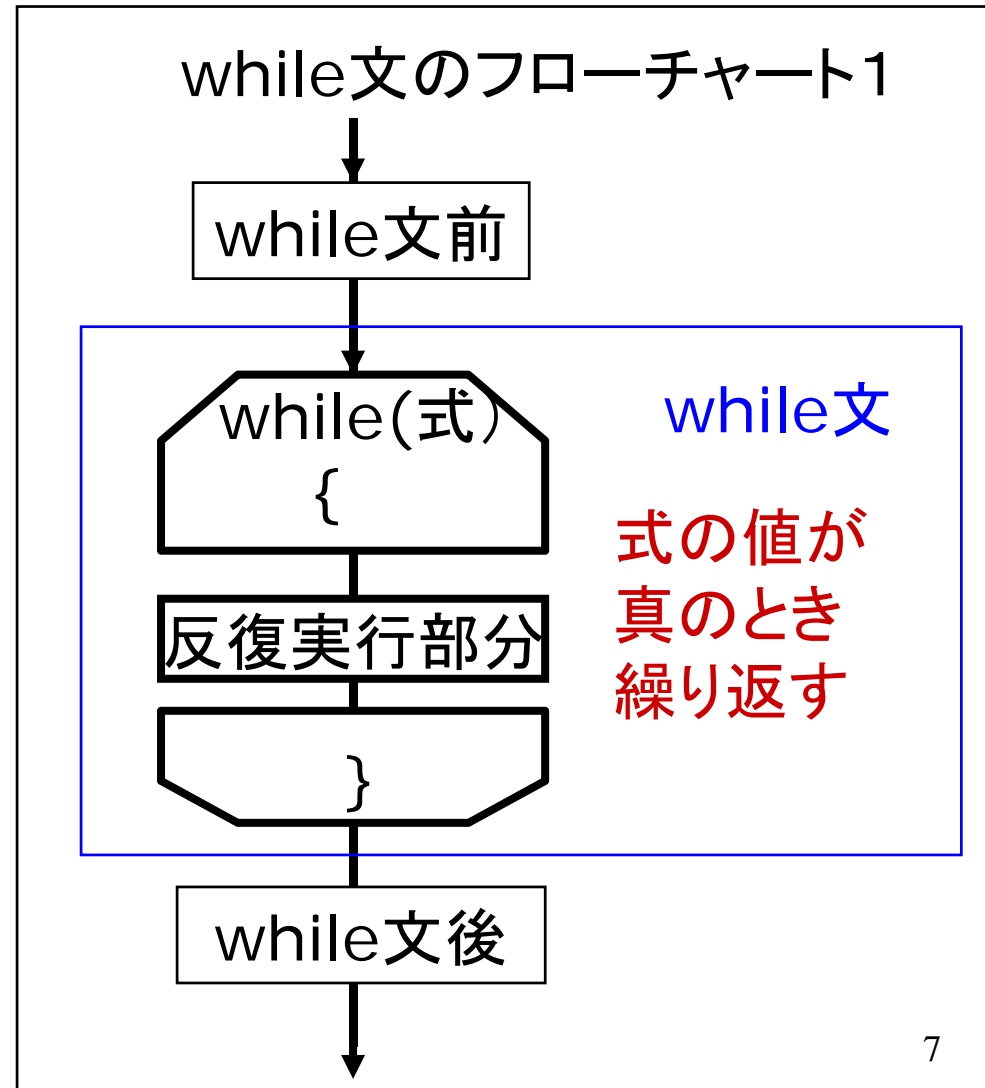 while文のフローチャート1
while文前
while(式)
{
while文
式の値が
真のとき
繰り返す
反復実行部分
}
while文後
7